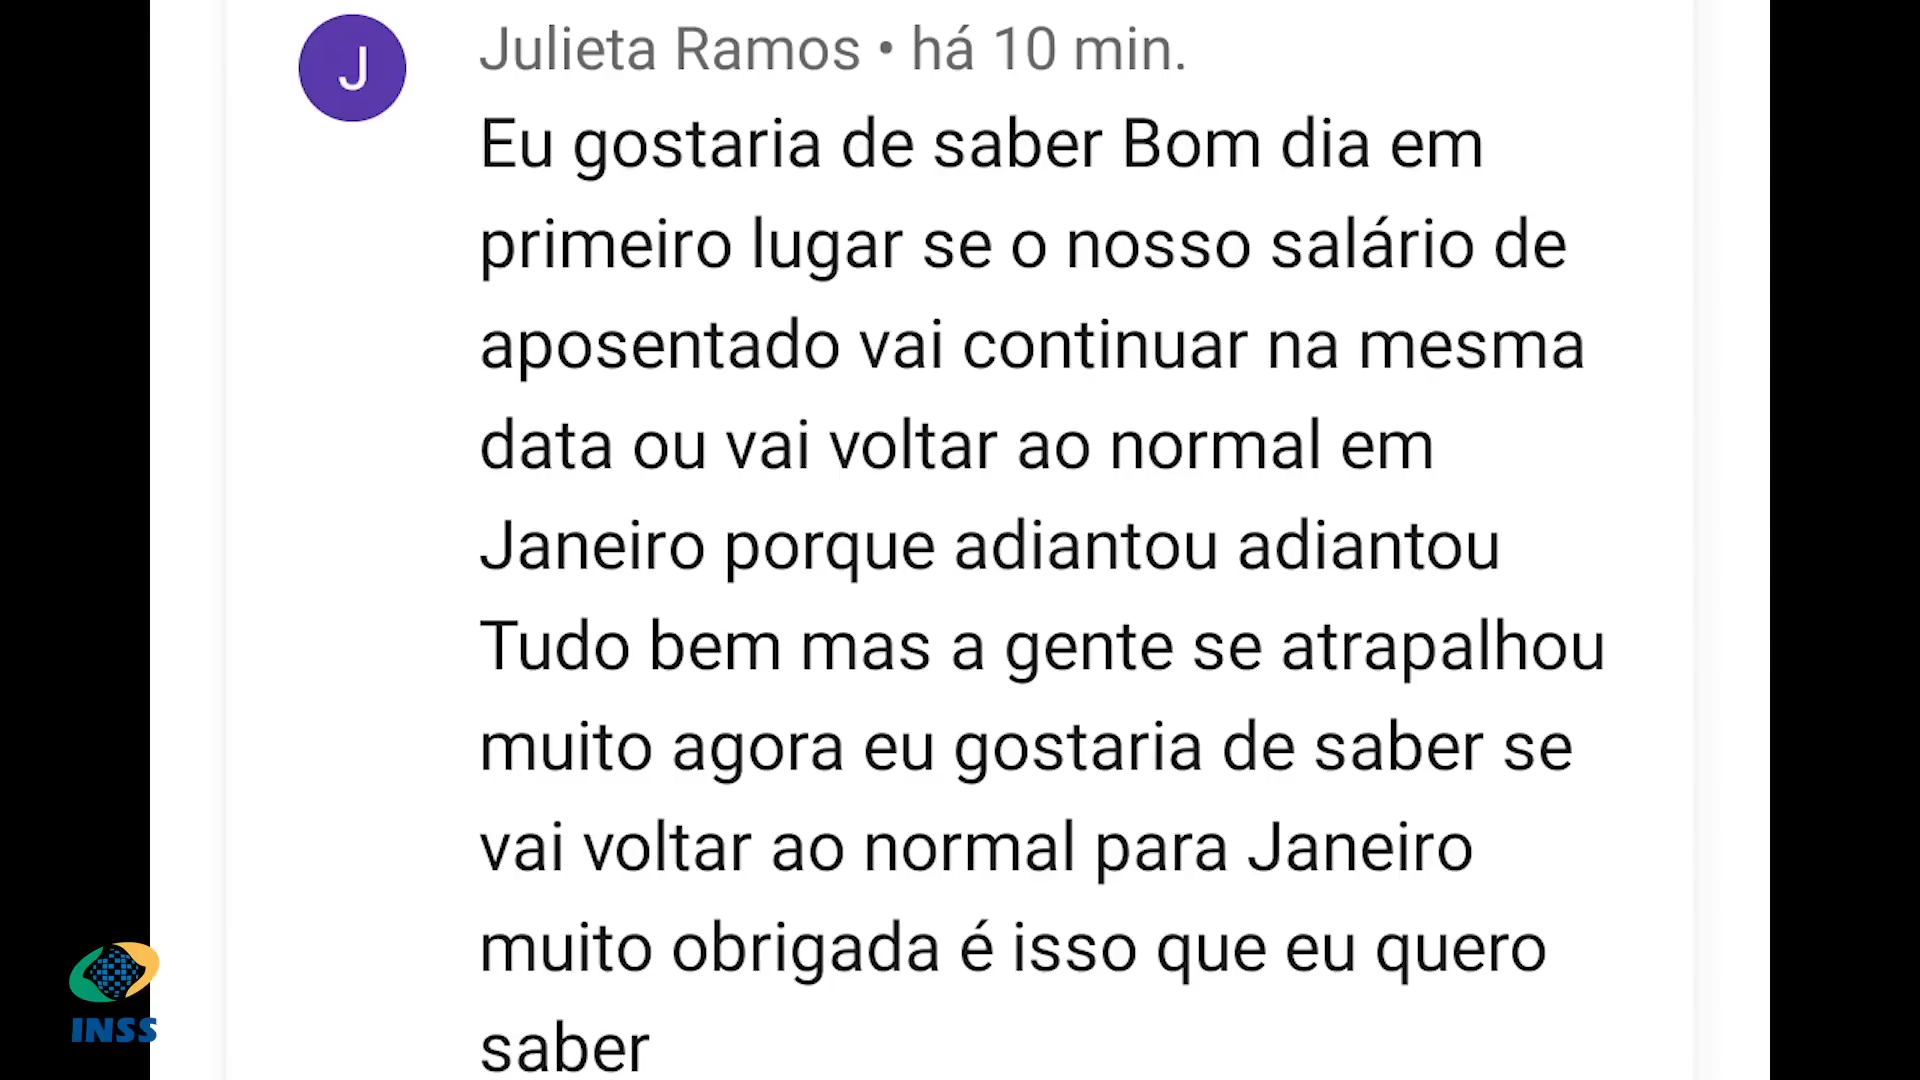 J
Julieta Ramos • há 10 min.
Eu gostaria de saber Bom dia em
primeiro lugar se o nosso salário de
aposentado vai continuar na mesma
data ou vai voltar ao normal em
Janeiro porque adiantou adiantou
Tudo bem mas a gente se atrapalhou
muito agora eu gostaria de saber se
vai voltar ao normal para Janeiro
muito obrigada é isso que eu quero
saber
INSS